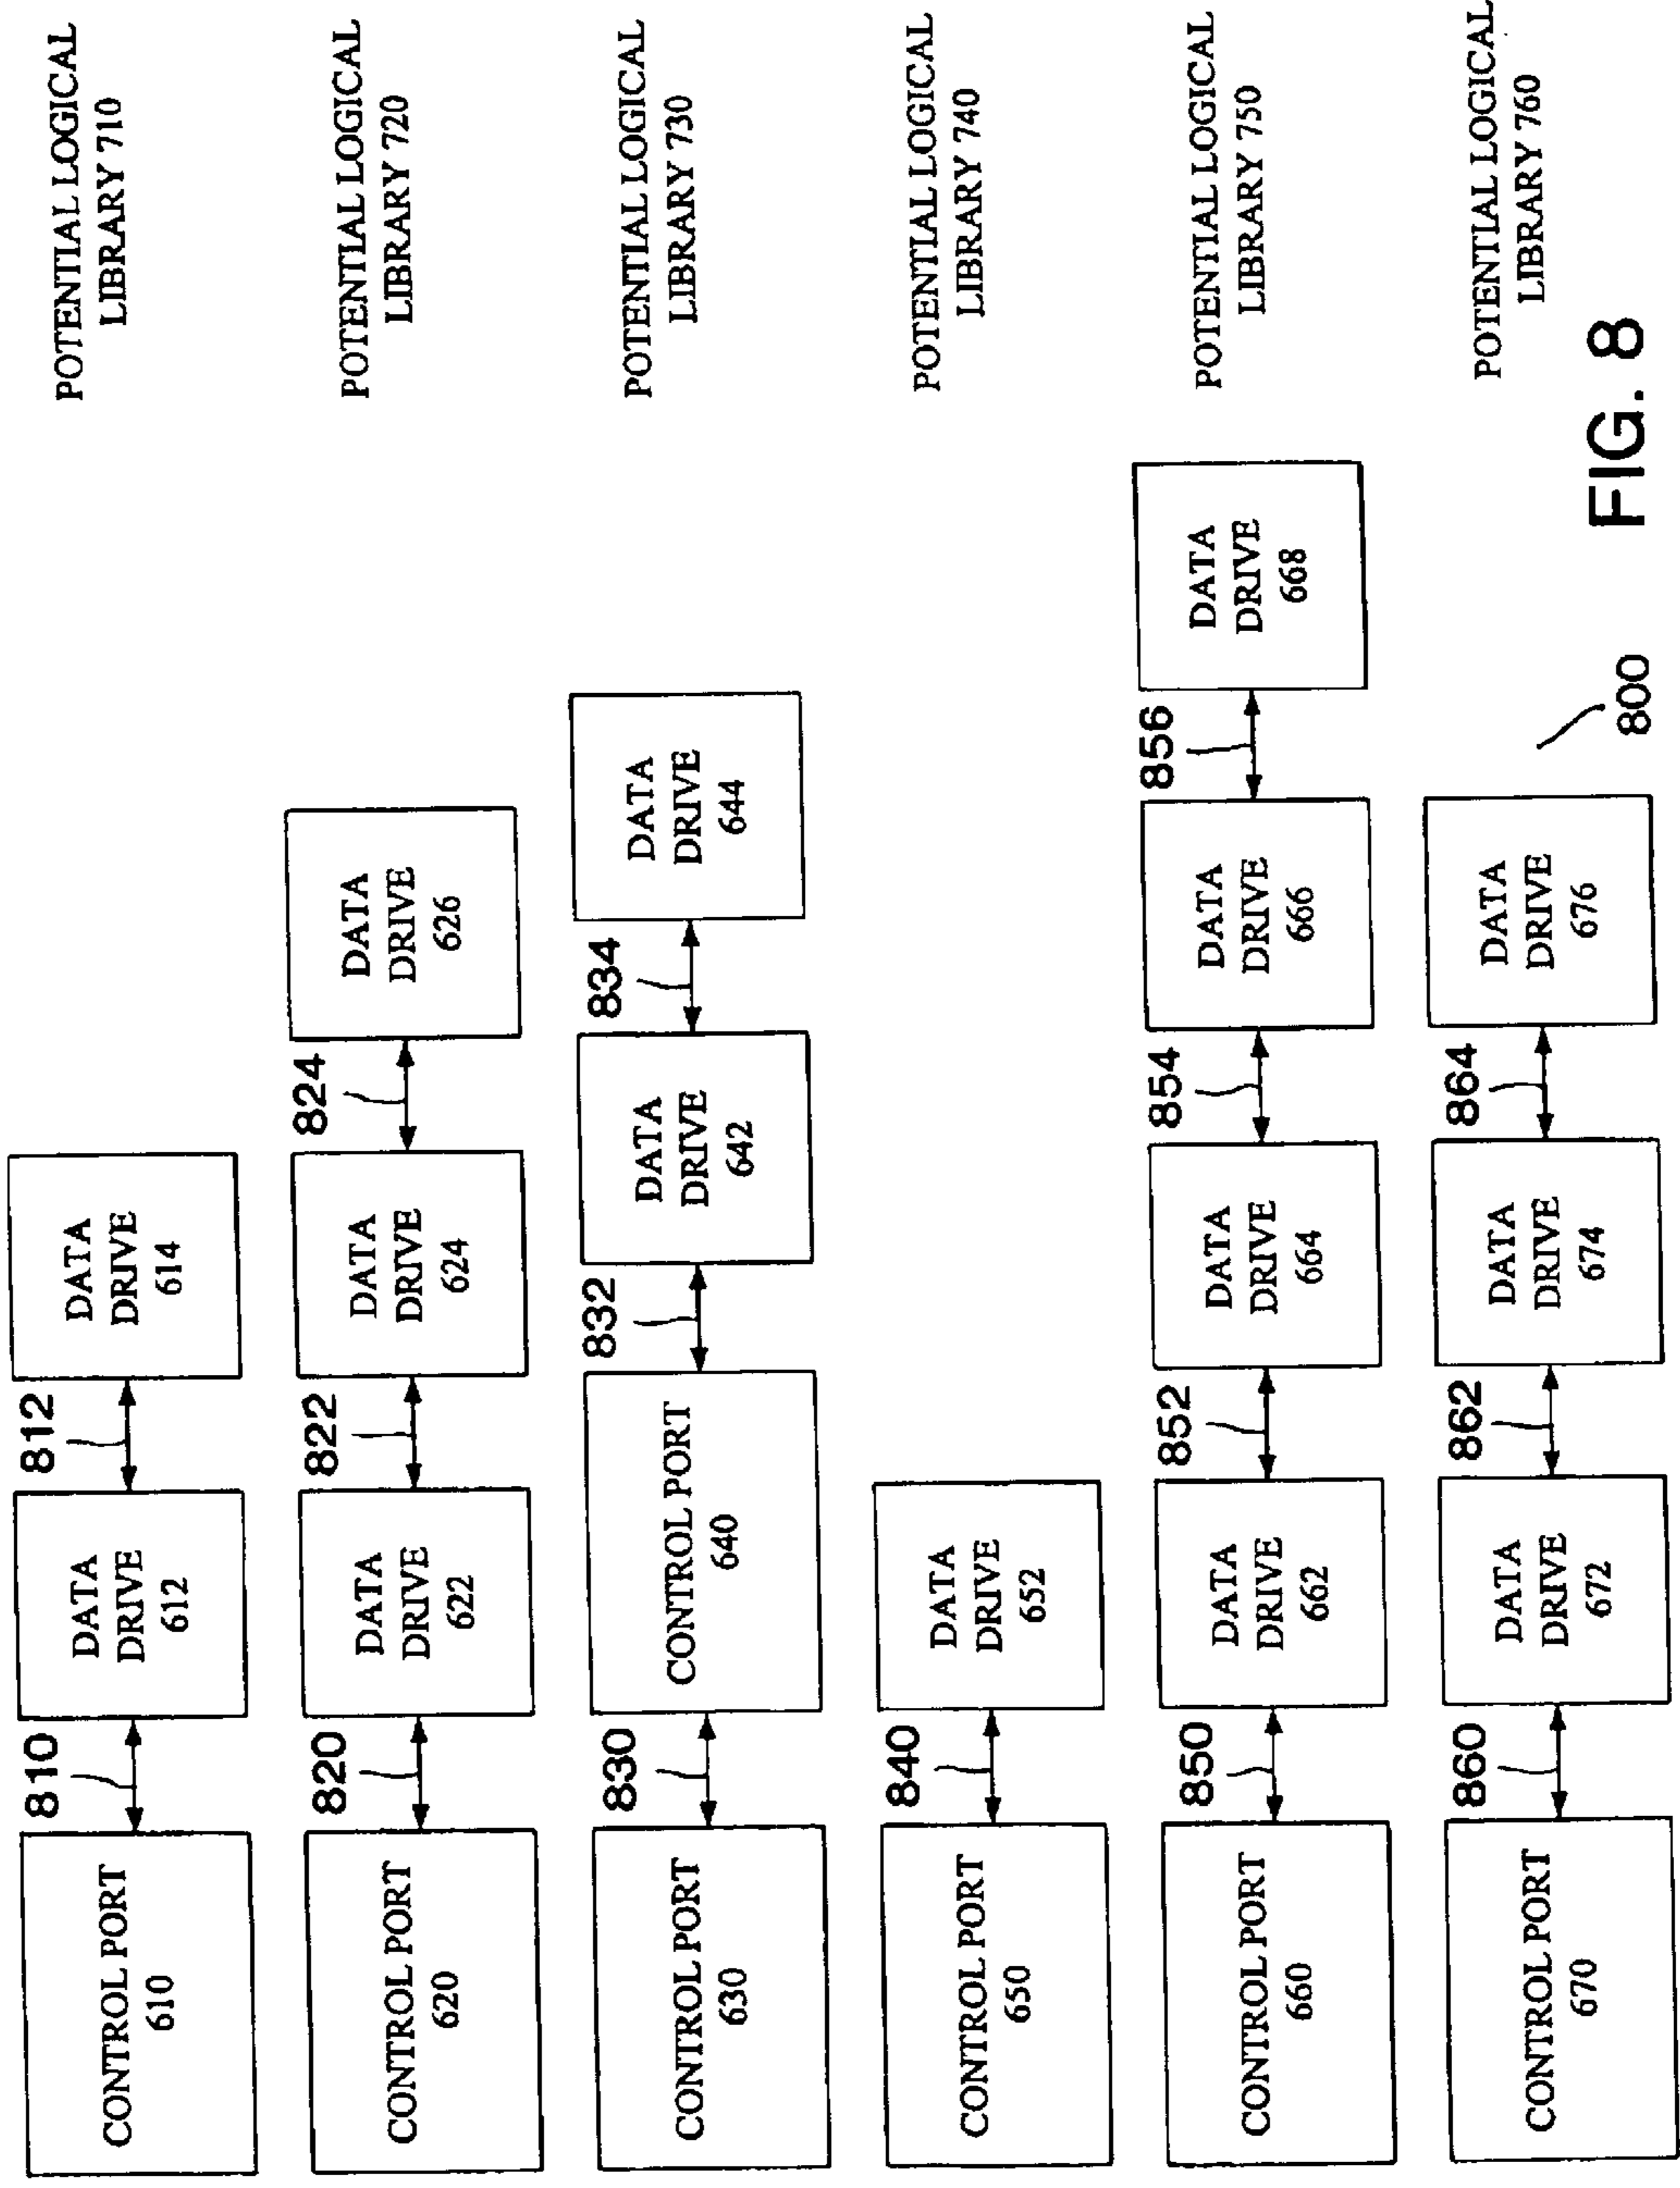 CONTROL PORT
610
810
DATA
DRIVE
612
812
DATA
DRIVE
614
POTENTIAL LOGICAL
LIBRARY 710
CONTROL PORT
620
820
DATA
DRIVE
622
822
DATA
DRIVE
624
824
DATA
DRIVE
626
POTENTIAL LOGICAL
LIBRARY 720
CONTROL PORT
630
830
CONTROL PORT
640
832
DATA
DRIVE
642
834
DATA
DRIVE
644
POTENTIAL LOGICAL
LIBRARY 730
CONTROL PORT
650
840
DATA
DRIVE
652
POTENTIAL LOGICAL
LIBRARY 740
CONTROL PORT
660
850
DATA
DRIVE
662
852
DATA
DRIVE
664
854
DATA
DRIVE
666
856
DATA
DRIVE
668
POTENTIAL LOGICAL
LIBRARY 750
CONTROL PORT
670
860
DATA
DRIVE
672
862
DATA
DRIVE
674
864
DATA
DRIVE
676
POTENTIAL LOGICAL
LIBRARY 760
800
FIG. 8